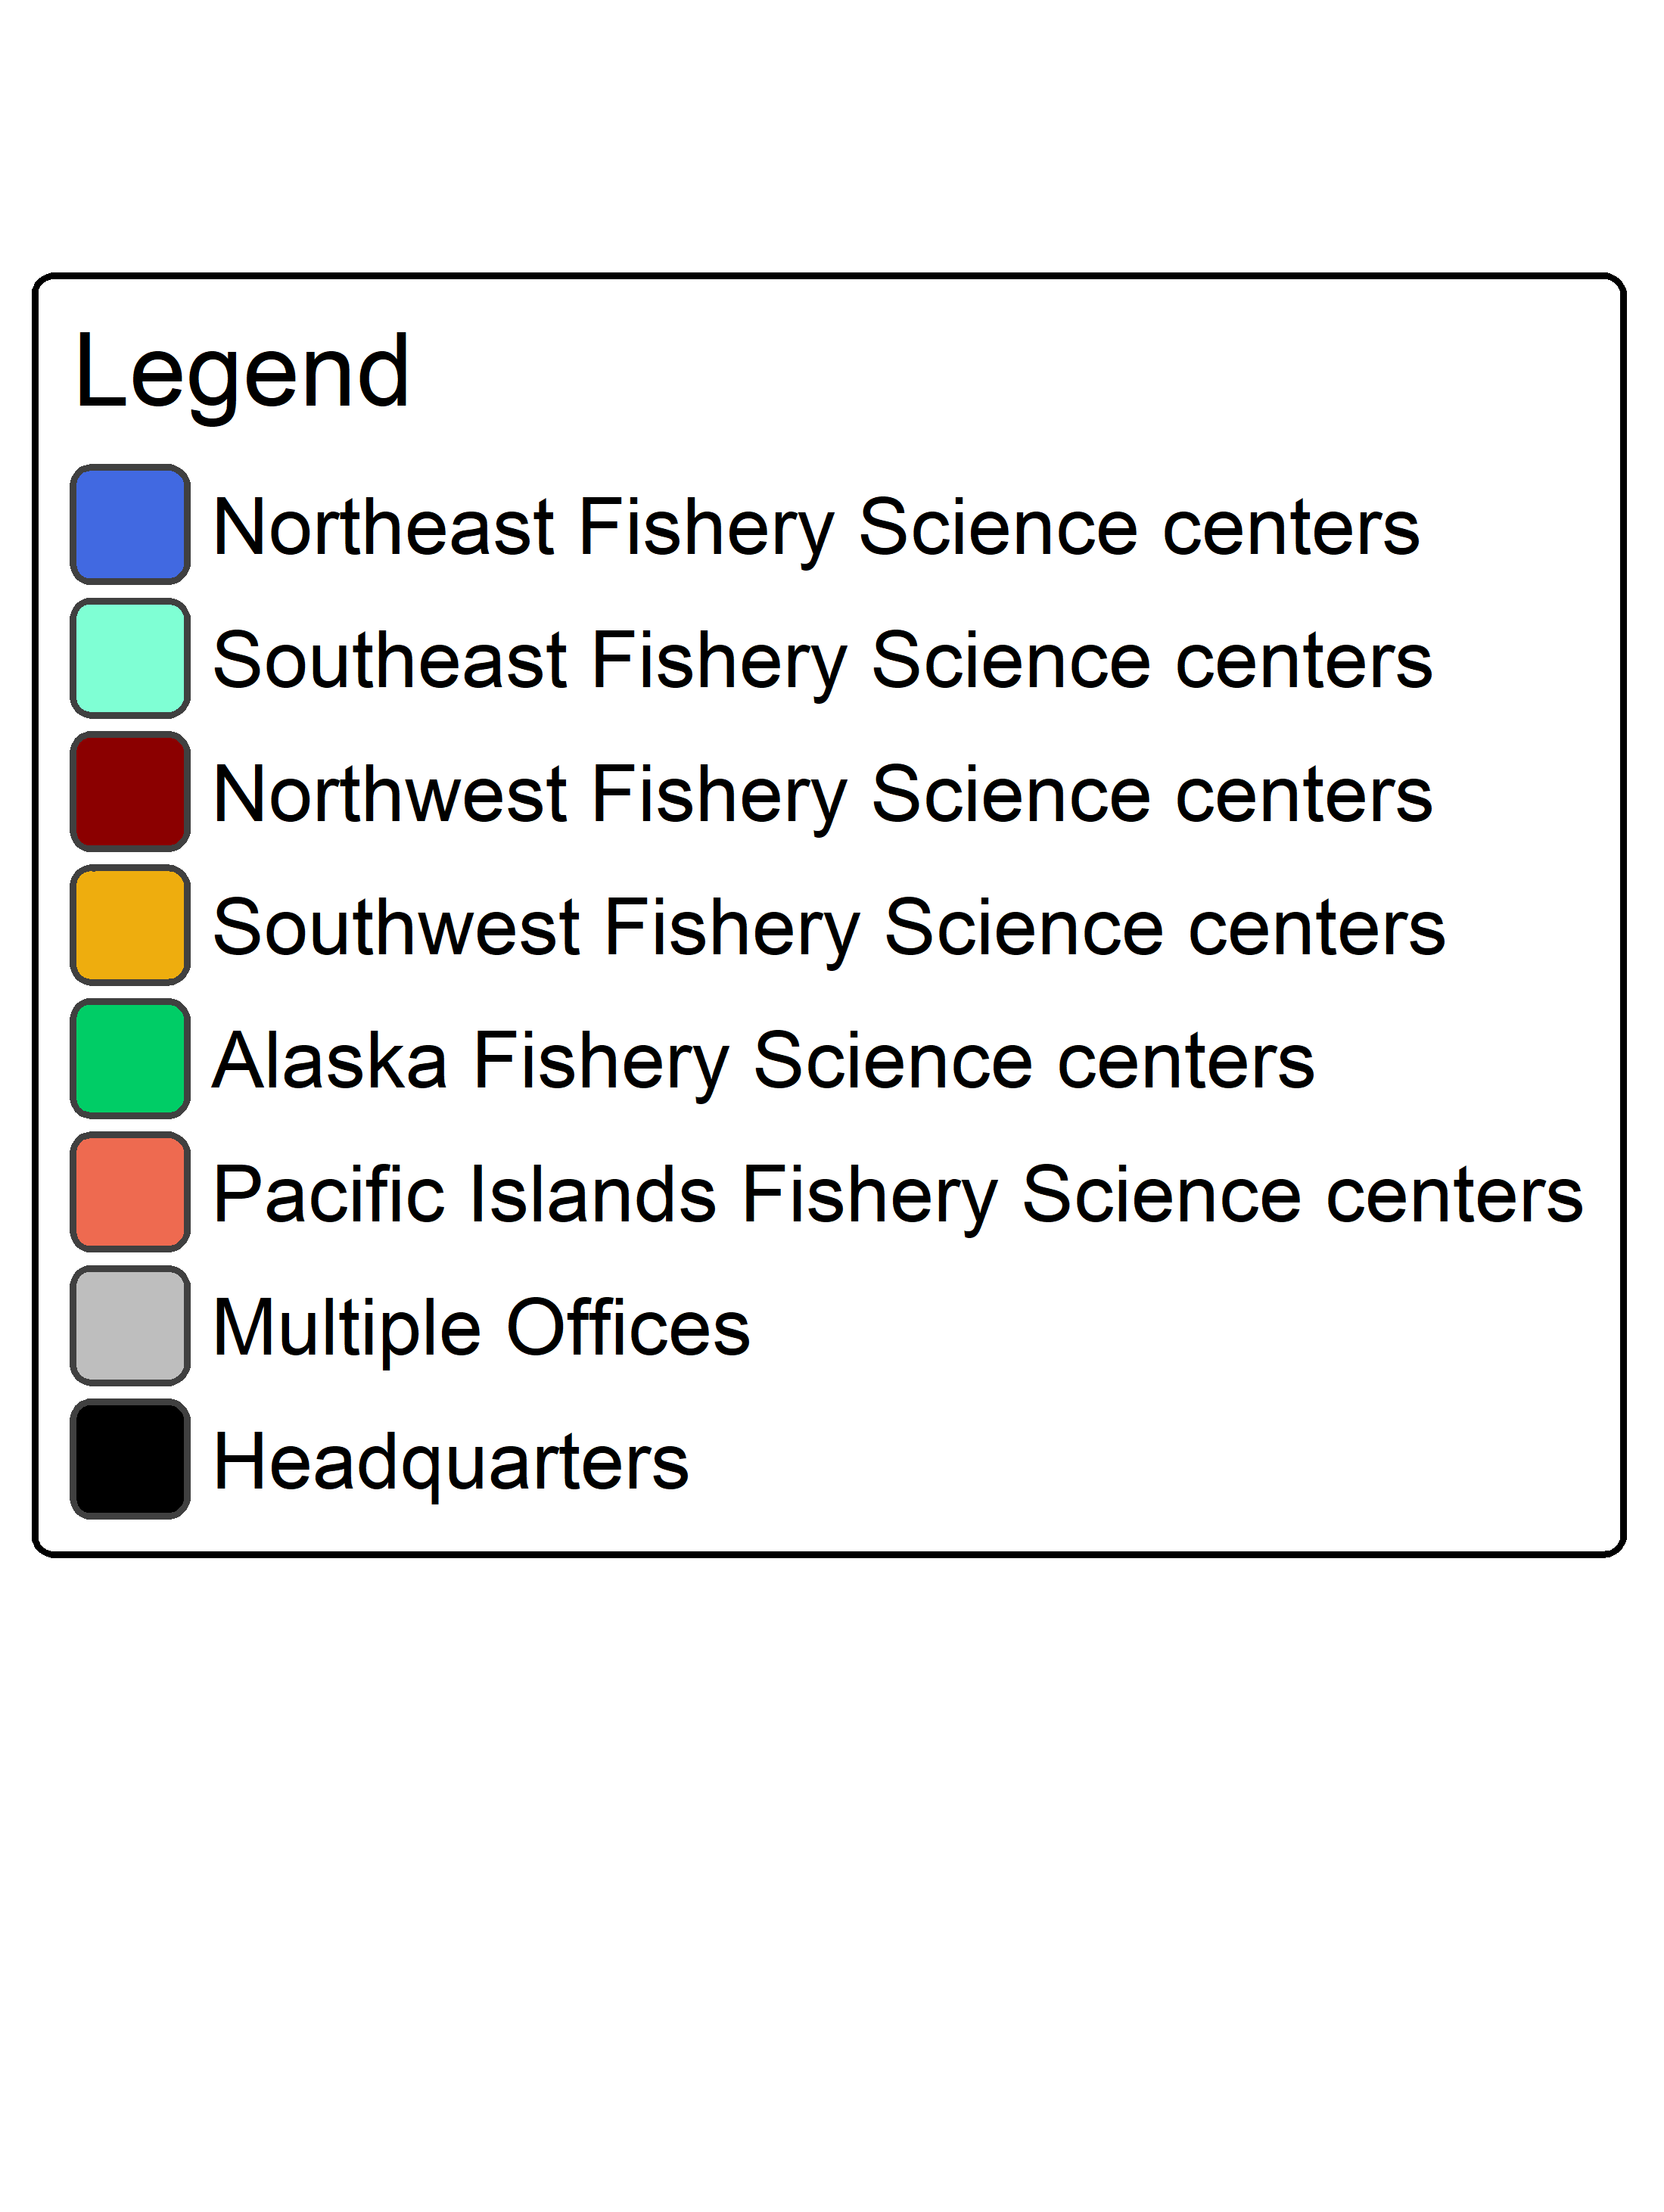 Legend
Northeast Fishery Science centers
Southeast Fishery Science centers
Northwest Fishery Science centers
Southwest Fishery Science centers
Alaska Fishery Science centers
Pacific Islands Fishery Science centers
Multiple Offices
Headquarters